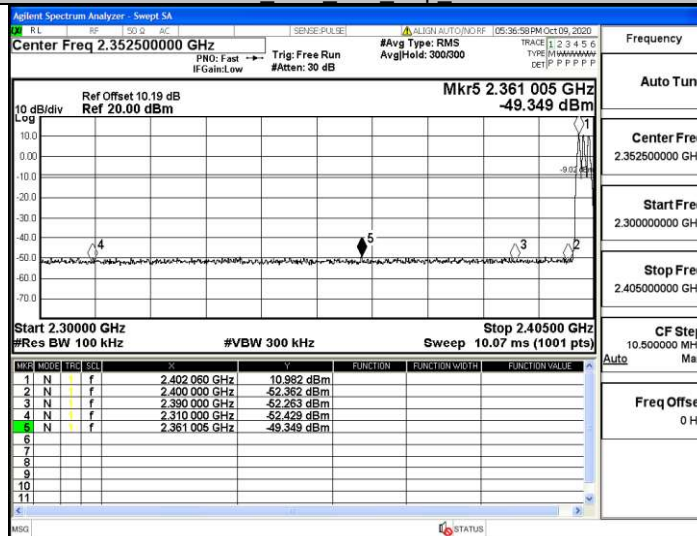 Agilent Spectrum Analyzer - Swept SA
RL RF 50 Ω AC SENSE:PULSE ALIGN AUTO/NO RF 05:36:58 PM Oct 09, 2020
Center Freq 2.352500000 GHz
PNO: Fast
IFGain:Low
Trig: Free Run
#Atten: 30 dB
#Avg Type: RMS
Avg|Hold: 300/300
TRACE 1 2 3 4 5 6
TYPE
DET P P P P P P
Mkr5 2.361 005 GHz
-49.349 dBm
Ref Offset 10.19 dB
10 dB/div Ref 20.00 dBm
Log
10.0
0.00
-10.0
-20.0
-30.0
-40.0
-50.0
-60.0
-70.0
1
-9.02 dBm
4
5
3
2
Start 2.30000 GHz
Stop 2.40500 GHz
#Res BW 100 kHz #VBW 300 kHz Sweep 10.07 ms (1001 pts)
MKR MODE TRC SCL X Y FUNCTION FUNCTION WIDTH FUNCTION VALUE
1 N 1 f 2.402 060 GHz 10.982 dBm
2 N 1 f 2.400 000 GHz -52.362 dBm
3 N 1 f 2.390 000 GHz -52.263 dBm
4 N 1 f 2.310 000 GHz -52.429 dBm
5 N 1 f 2.361 005 GHz -49.349 dBm
6
7
8
9
10
11
MSG STATUS
Frequency
Auto Tun
Center Fre
2.352500000 GH
Start Fre
2.300000000 GH
Stop Fre
2.405000000 GH
CF Ste
10.500000 MH
Auto Ma
Freq Offse
0 H